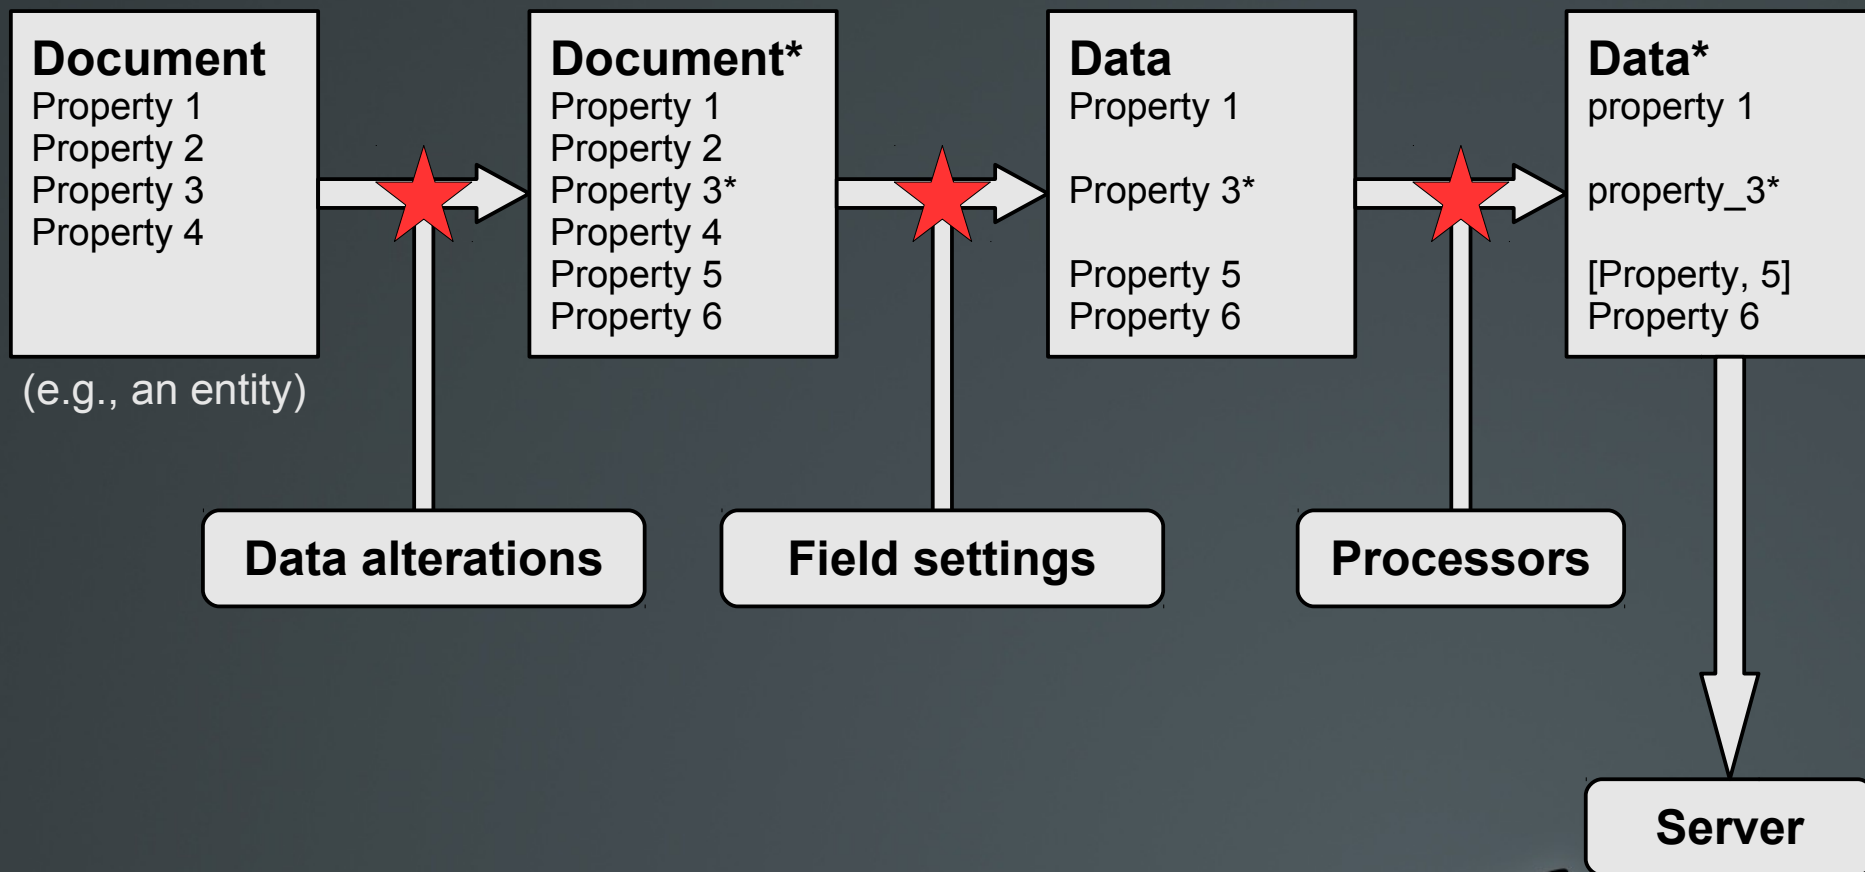 Document
Property 1
Property 2
Property 3
Property 4
(e.g., an entity)
Document*
Property 1
Property 2
Property 3*
Property 4
Property 5
Property 6
Data
Property 1
Property 3*
Property 5
Property 6
Data*
property 1
property_3*
[Property, 5]
Property 6
Data alterations
Field settings
Processors
Server